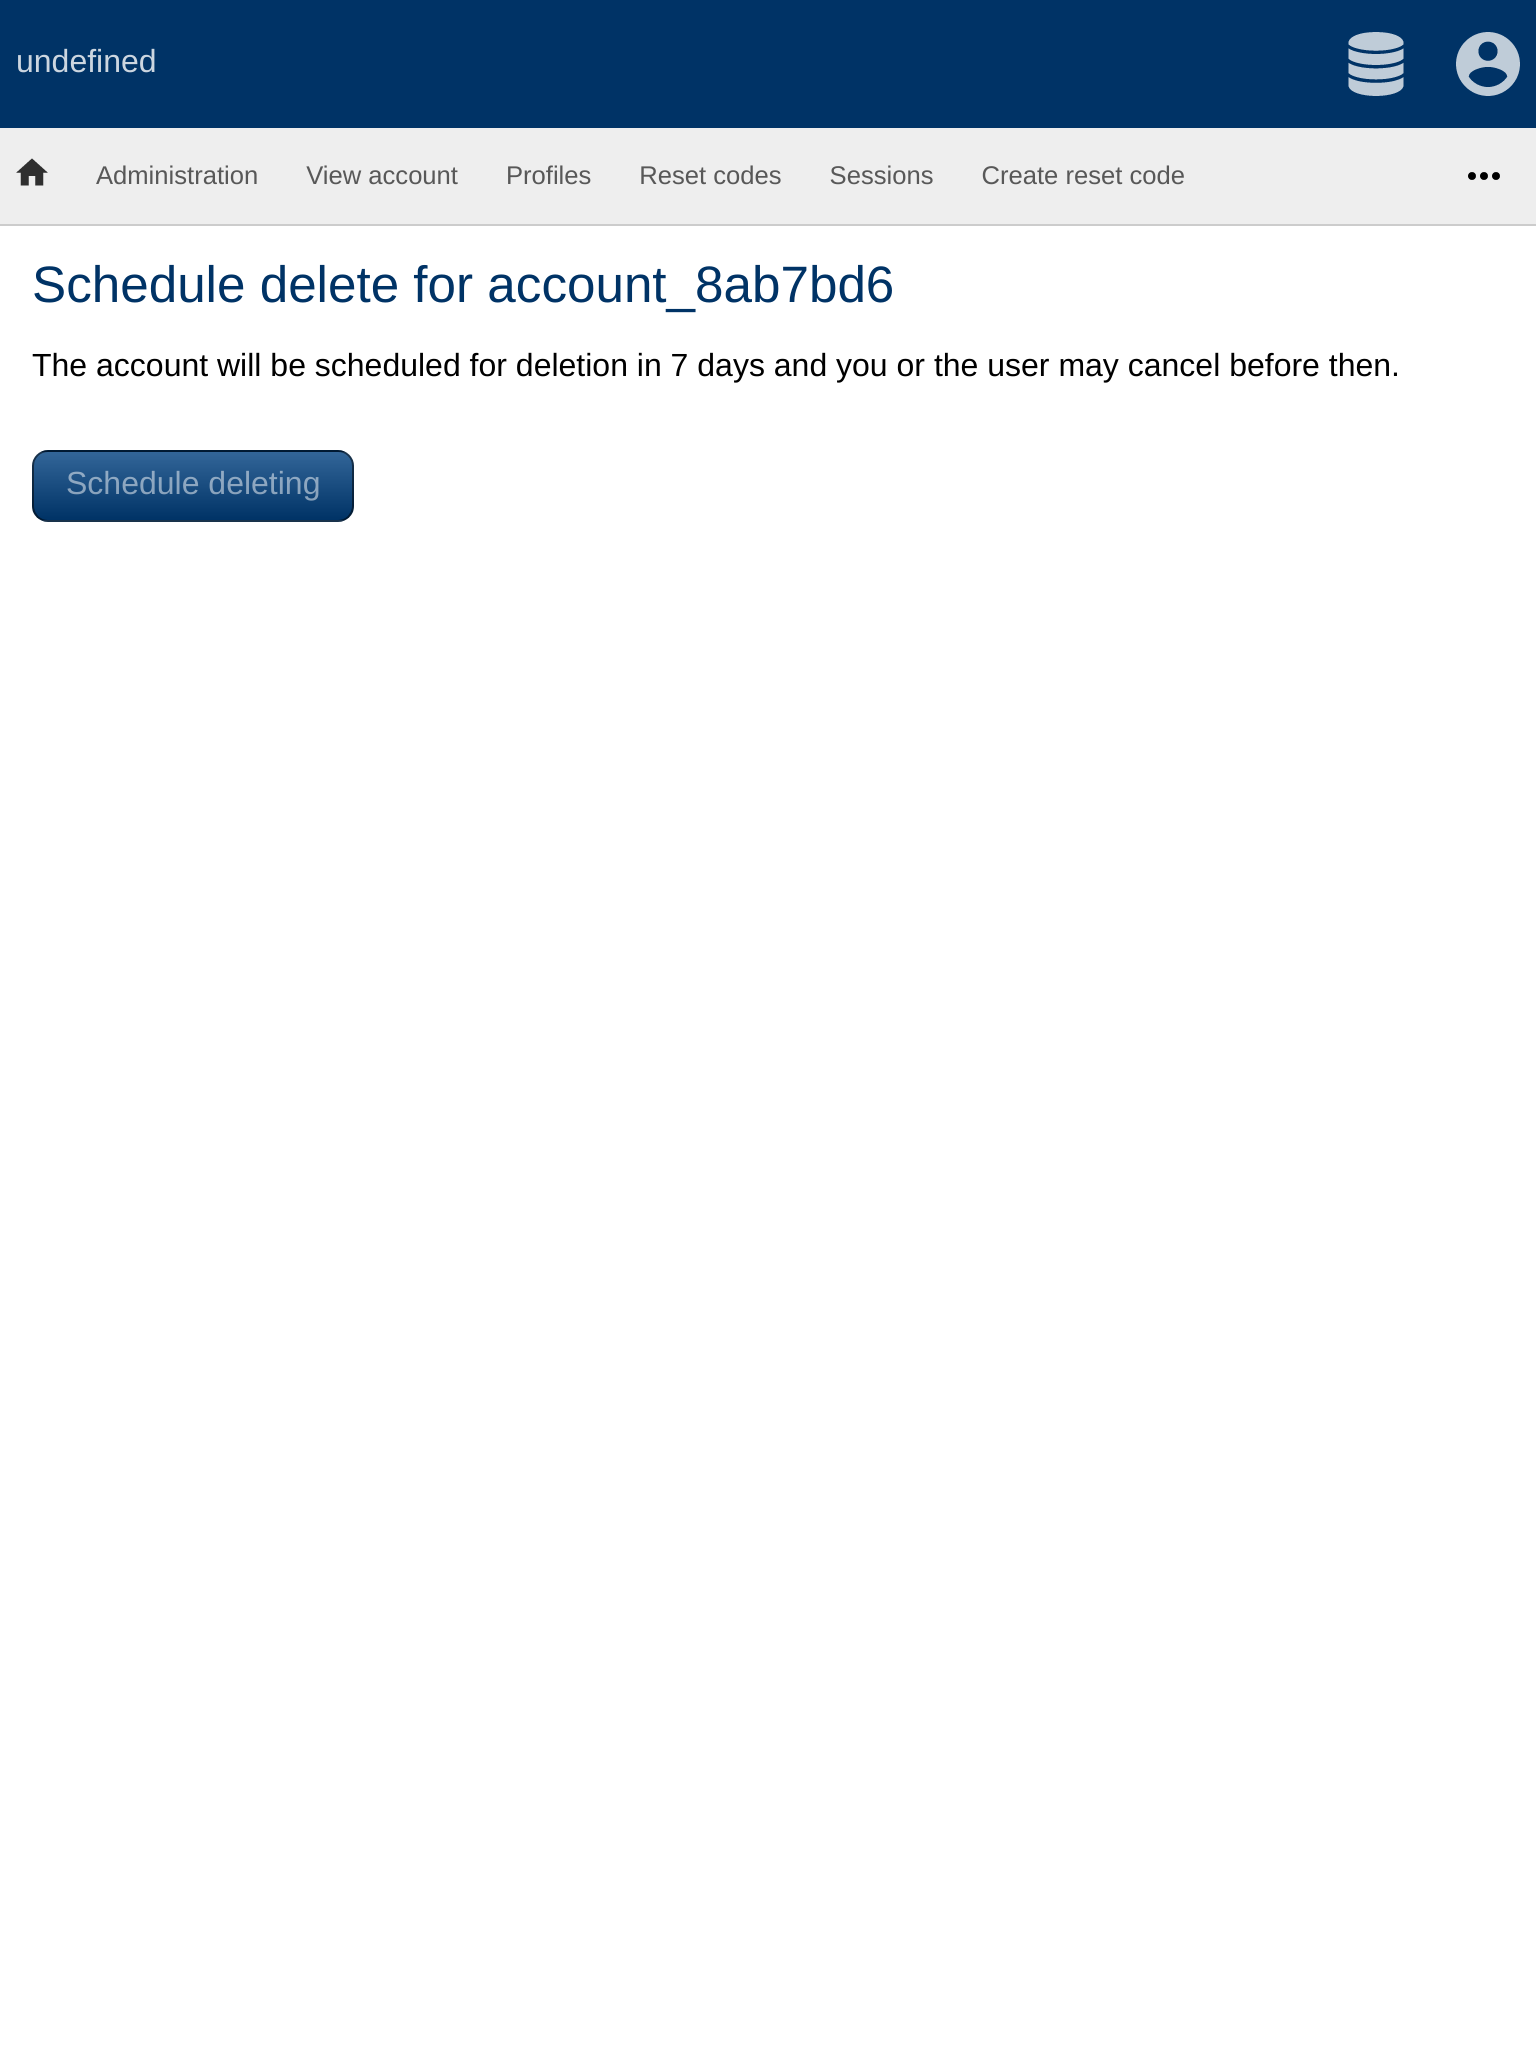 undefined
Administration View account Profiles Reset codes Sessions Create reset code
Schedule delete for account_8ab7bd6
The account will be scheduled for deletion in 7 days and you or the user may cancel before then.
Schedule deleting